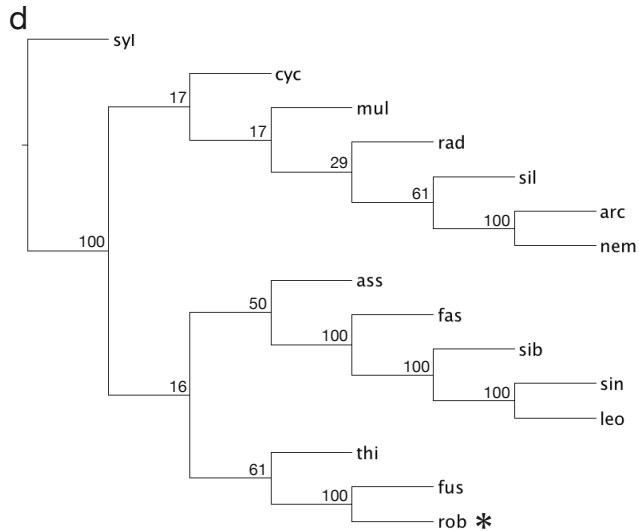 d
syl
cyc
17
mul
17
rad
29
sil
61
arc
100
nem
100
ass
50
fas
100
sib
100
sin
100
leo
16
thi
61
fus
100
rob *